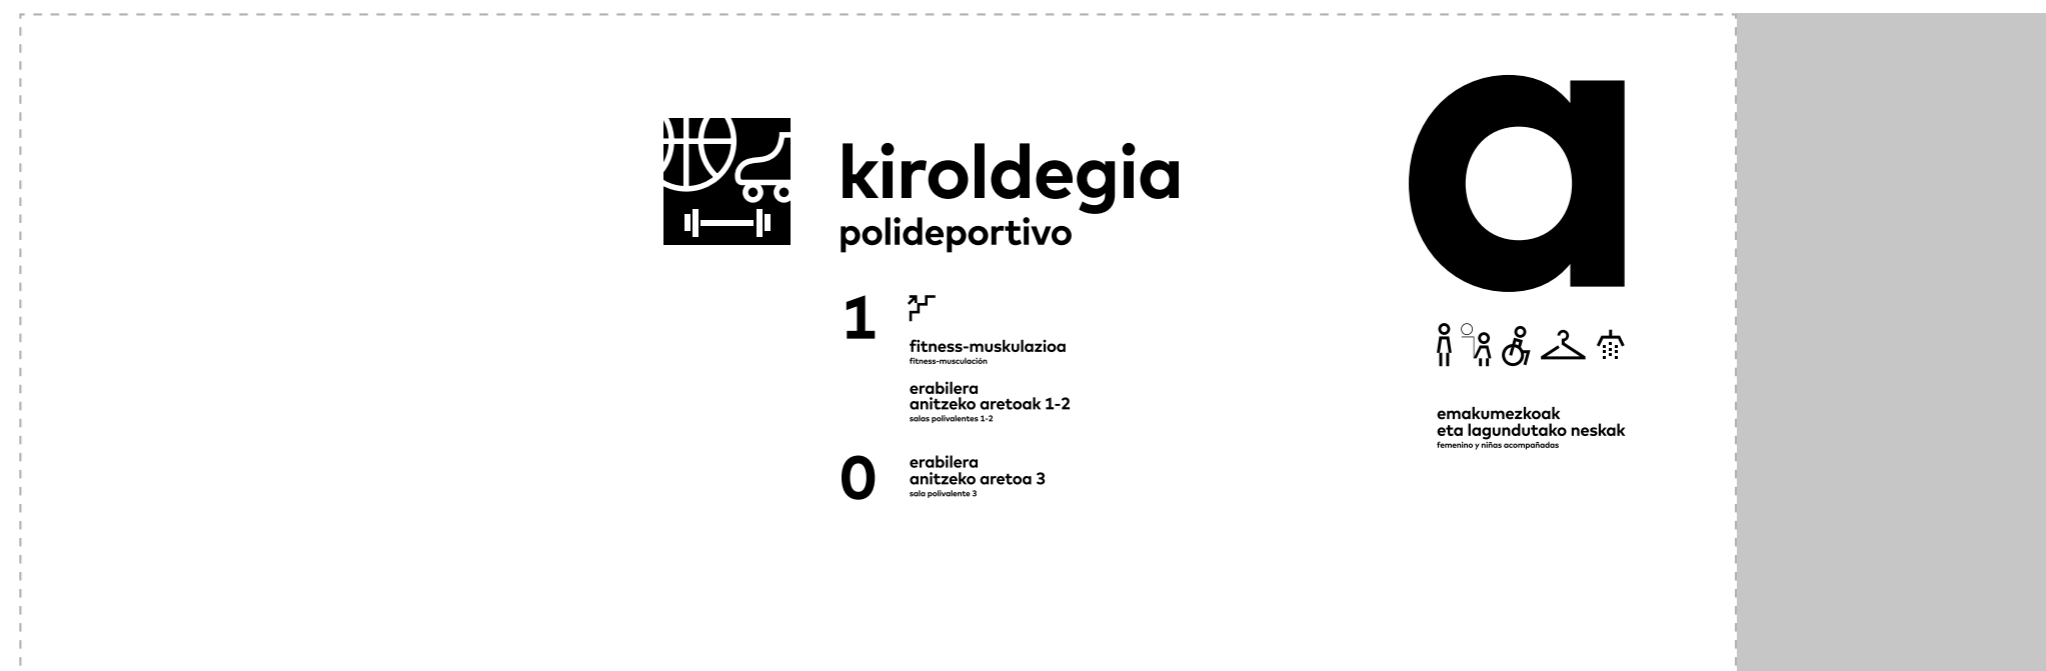 kiroldegia
polideportivo
1
fitness-muskulazioa
fitness-musculación
erabilera
anitzeko aretoak 1-2
salas polivalentes 1-2
0
erabilera
anitzeko aretoa 3
sala polivalente 3
a
emakumezkoak
eta lagundutako neskak
femenino y niñas acompañadas